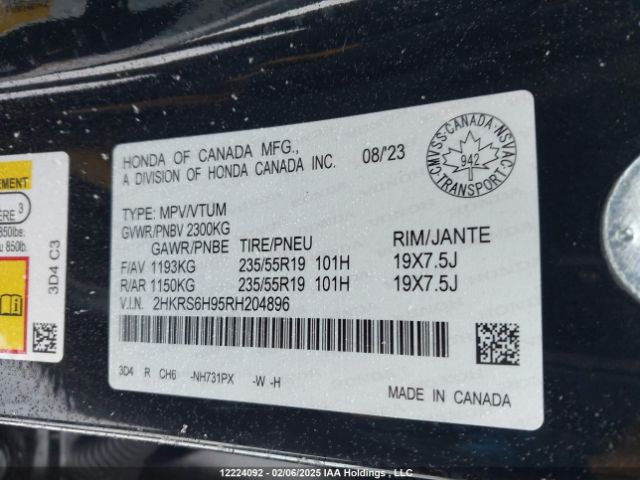 HONDA OF CANADA MFG.,
A DIVISION OF HONDA CANADA INC.
08/'23
CMVSS-CANADA-NSVAC
942
TRANSPORT
TYPE: MPV/VTUM
GVWR/PNBV 2300KG
GAWR/PNBE TIRE/PNEU RIM/JANTE
F/AV 1193KG 235/55R19 101H 19X7.5J
R/AR 1150KG 235/55R19 101H 19X7.5J
V.I.N. 2HKRS6H95RH204896
3D4 R CH6 -NH731PX -W -H
MADE IN CANADA
EMENT
ÈRE 3
850lbs.
850lb.
3D4 C3
12224092 - 02/06/2025 IAA Holdings , LLC